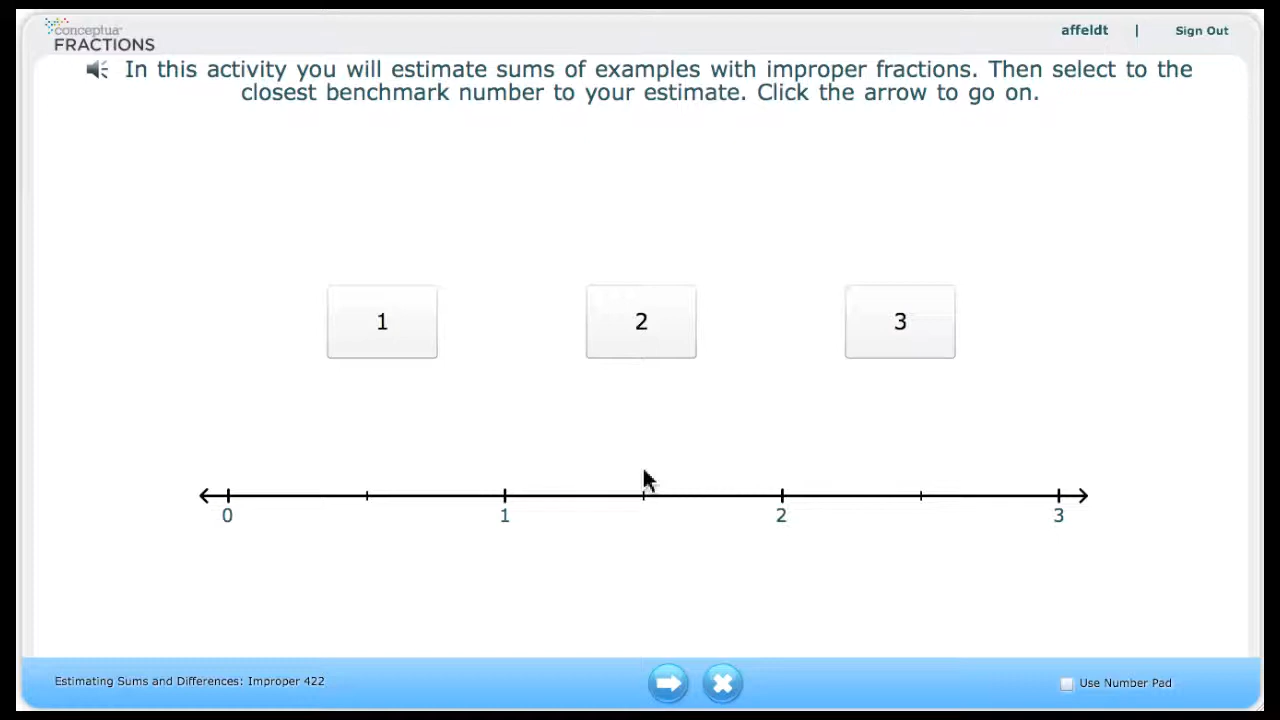 conceptua
FRACTIONS
affeldt | Sign Out
In this activity you will estimate sums of examples with improper fractions. Then select to the
closest benchmark number to your estimate. Click the arrow to go on.
1 2 3
0 1 2 3
Estimating Sums and Differences: Improper 422
Use Number Pad